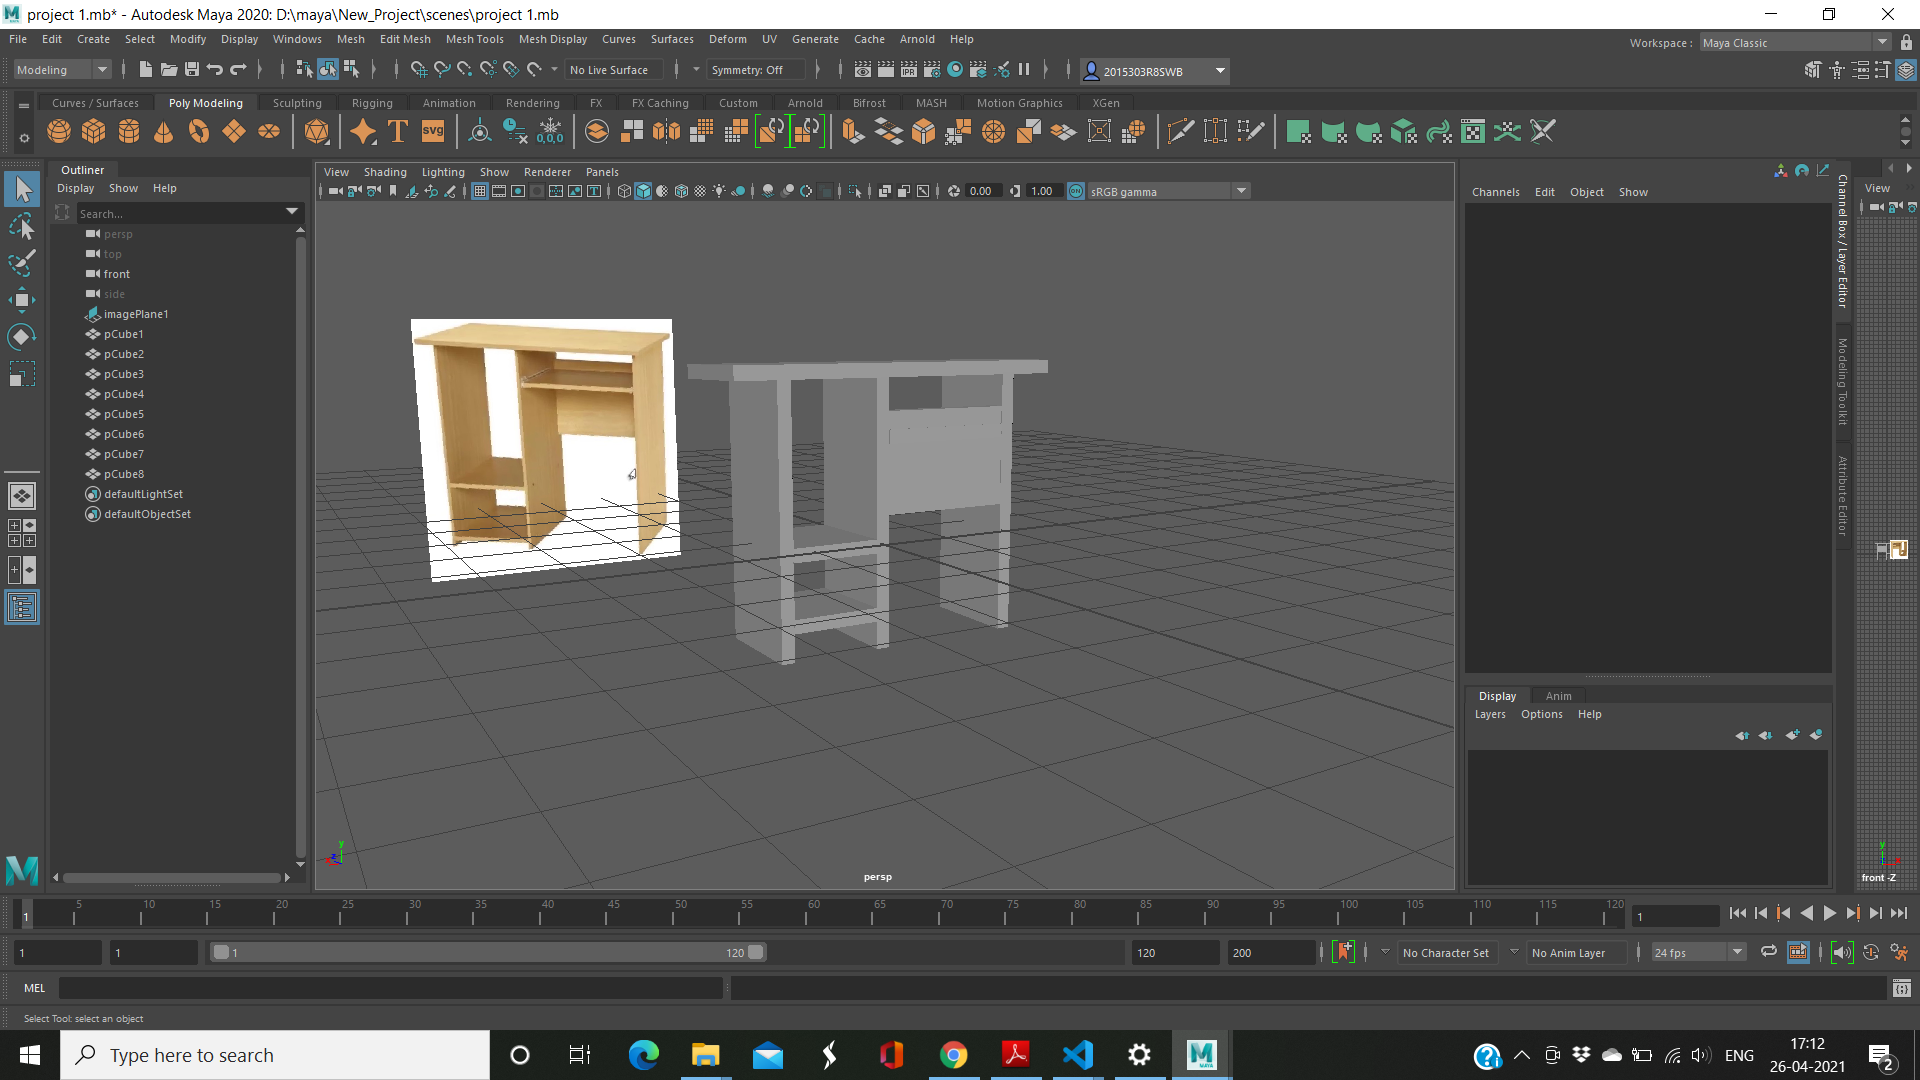 project 1.mb* - Autodesk Maya 2020: D:\maya\New_Project\scenes\project 1.mb
File Edit Create Select Modify Display Windows Mesh Edit Mesh Mesh Tools Mesh Display Curves Surfaces Deform UV Generate Cache Arnold Help
Workspace : Maya Classic
Modeling No Live Surface Symmetry: Off 2015303R8SWB
Curves / Surfaces Poly Modeling Sculpting Rigging Animation Rendering FX FX Caching Custom Arnold Bifrost MASH Motion Graphics XGen
IPR
T SVG 0,0,0
Outliner
Display Show Help
Search...
persp
top
front
side
imagePlane1
pCube1
pCube2
pCube3
pCube4
pCube5
pCube6
pCube7
pCube8
defaultLightSet
defaultObjectSet
View Shading Lighting Show Renderer Panels
0.00 1.00 ON sRGB gamma
y
z
persp
Channels Edit Object Show
Channel Box / Layer Editor
Modeling Toolkit
Attribute Editor
View
Display Anim
Layers Options Help
y
front -Z
1 5 10 15 20 25 30 35 40 45 50 55 60 65 70 75 80 85 90 95 100 105 110 115 120 1
1 1 1 120 120 200 No Character Set No Anim Layer 24 fps
MEL
Select Tool: select an object
Type here to search
MAYA
ENG
17:12
26-04-2021
2